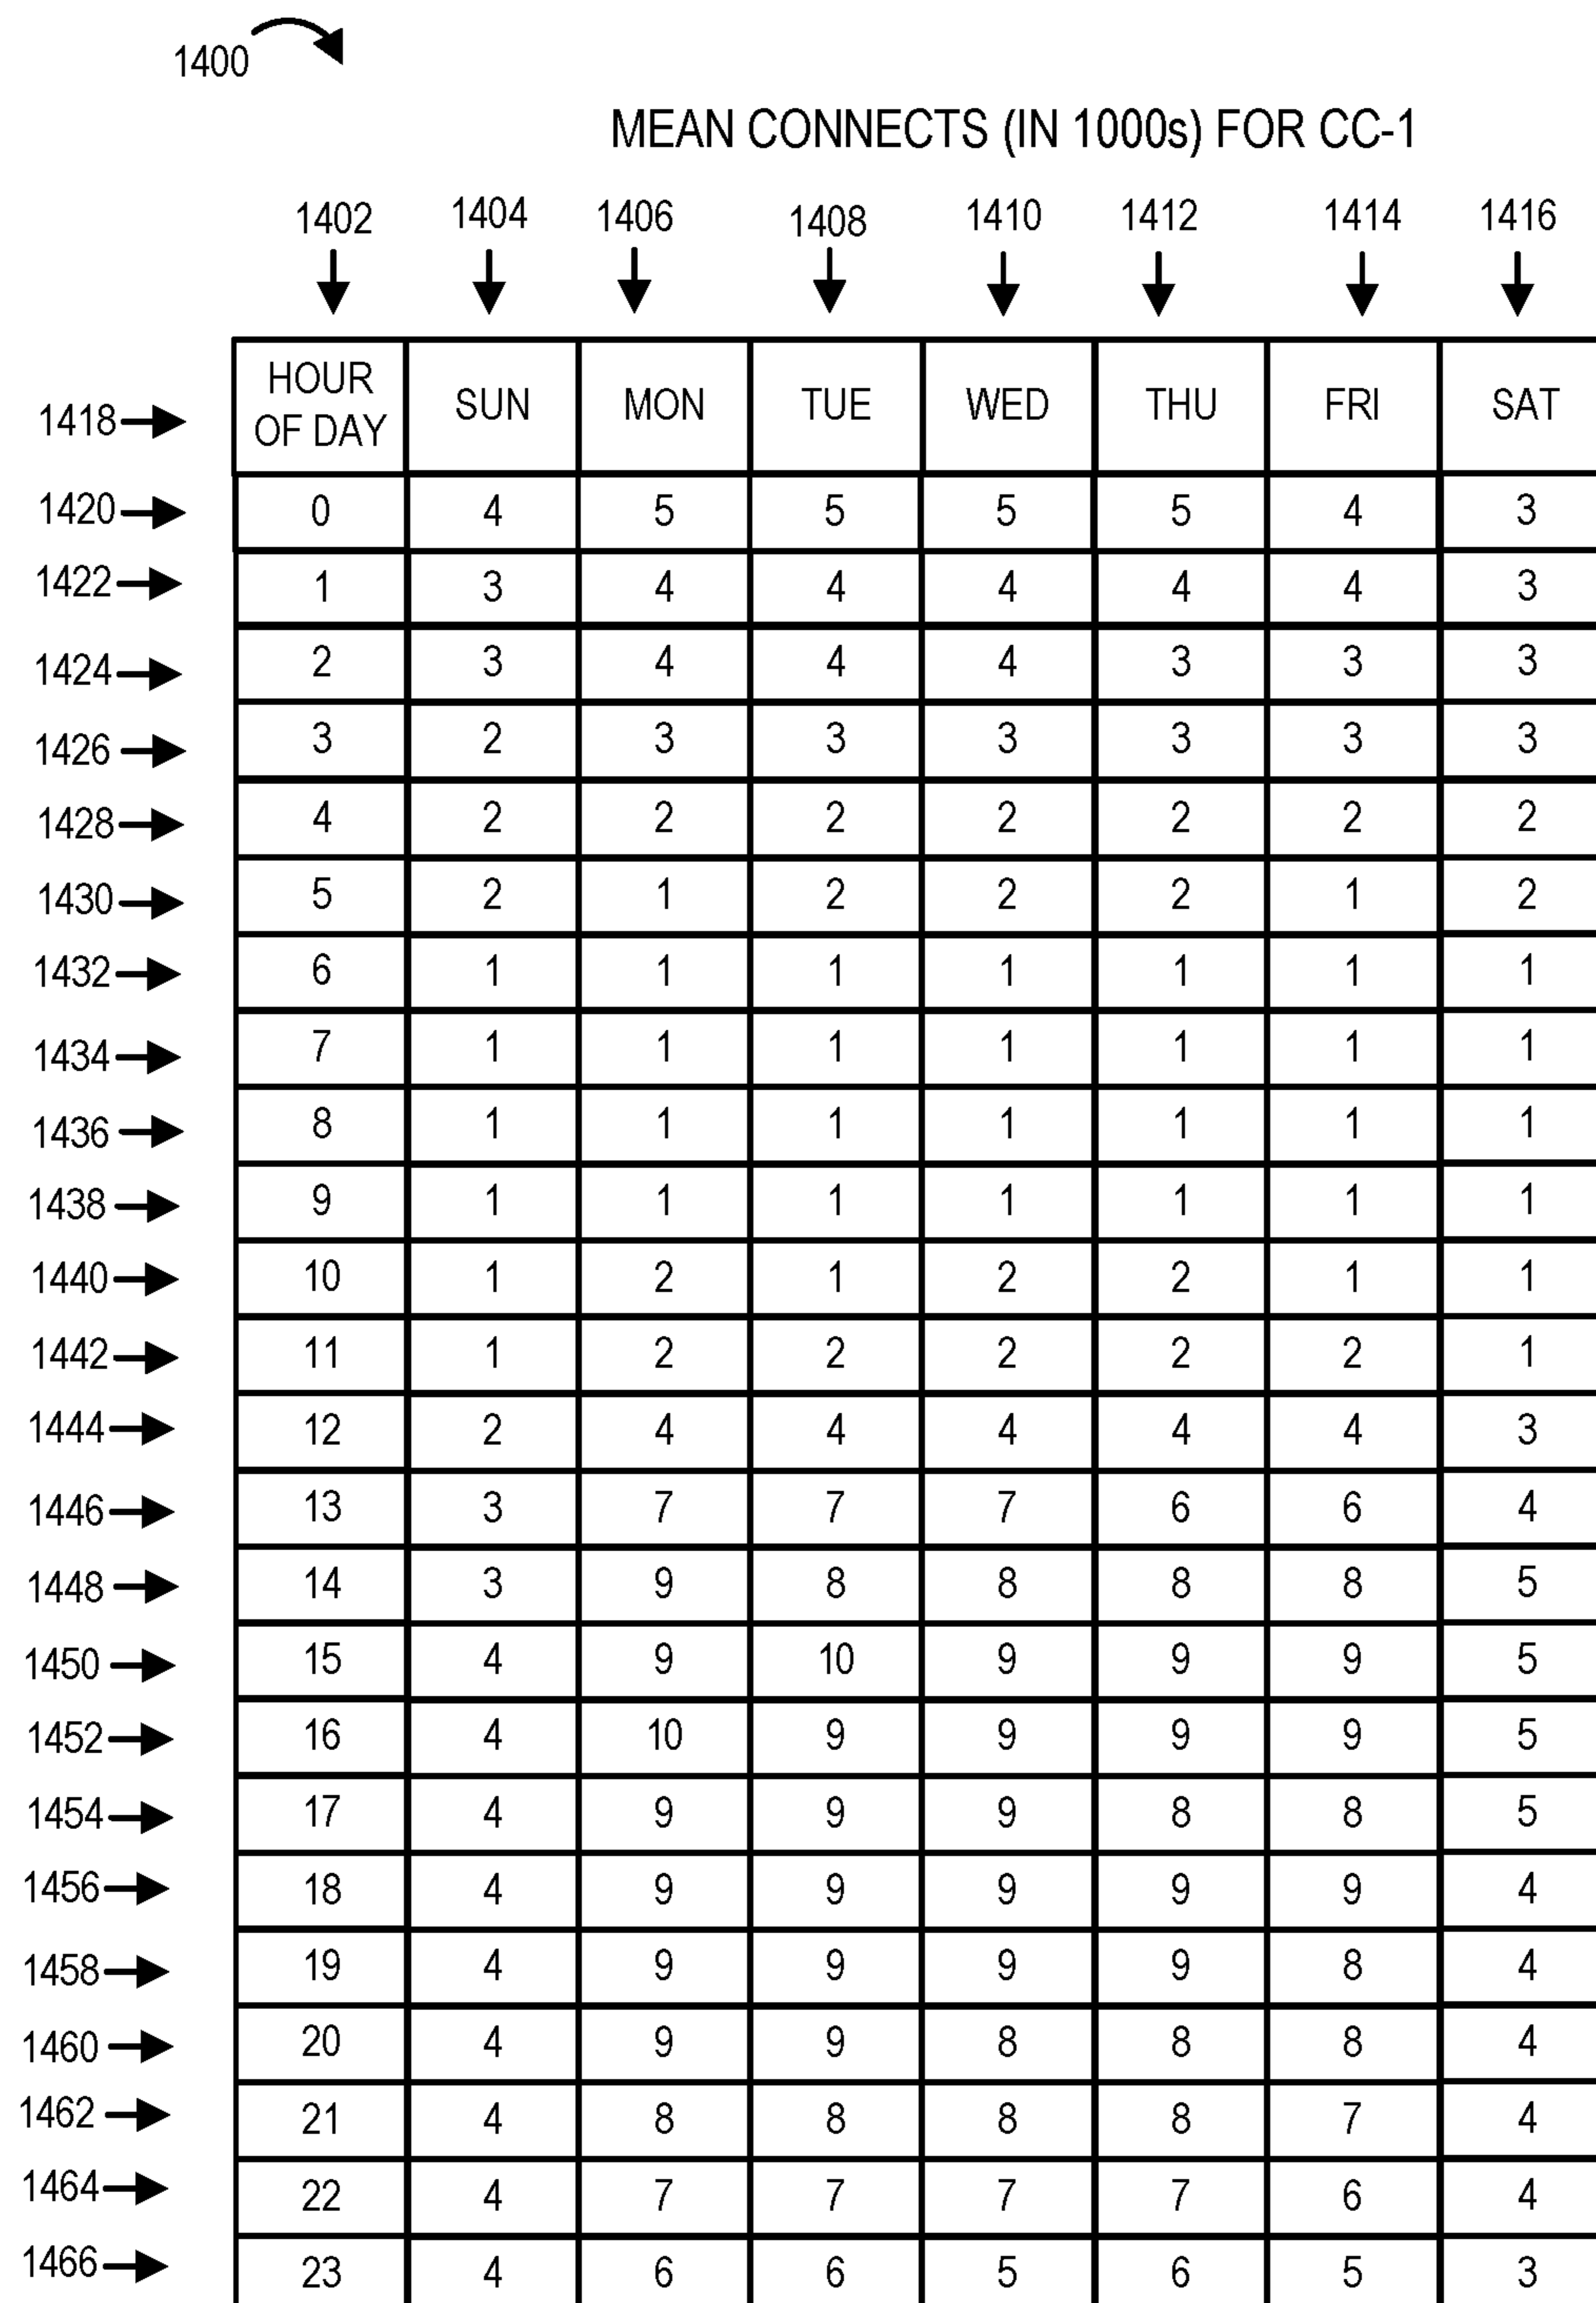 1400
MEAN CONNECTS (IN 1000s) FOR CC-1
1402 1404 1406 1408 1410 1412 1414 1416
1418 HOUR OF DAY SUN MON TUE WED THU FRI SAT
1420 0 4 5 5 5 5 4 3
1422 1 3 4 4 4 4 4 3
1424 2 3 4 4 4 3 3 3
1426 3 2 3 3 3 3 3 3
1428 4 2 2 2 2 2 2 2
1430 5 2 1 2 2 2 1 2
1432 6 1 1 1 1 1 1 1
1434 7 1 1 1 1 1 1 1
1436 8 1 1 1 1 1 1 1
1438 9 1 1 1 1 1 1 1
1440 10 1 2 1 2 2 1 1
1442 11 1 2 2 2 2 2 1
1444 12 2 4 4 4 4 4 3
1446 13 3 7 7 7 6 6 4
1448 14 3 9 8 8 8 8 5
1450 15 4 9 10 9 9 9 5
1452 16 4 10 9 9 9 9 5
1454 17 4 9 9 9 8 8 5
1456 18 4 9 9 9 9 9 4
1458 19 4 9 9 9 9 8 4
1460 20 4 9 9 8 8 8 4
1462 21 4 8 8 8 8 7 4
1464 22 4 7 7 7 7 6 4
1466 23 4 6 6 5 6 5 3